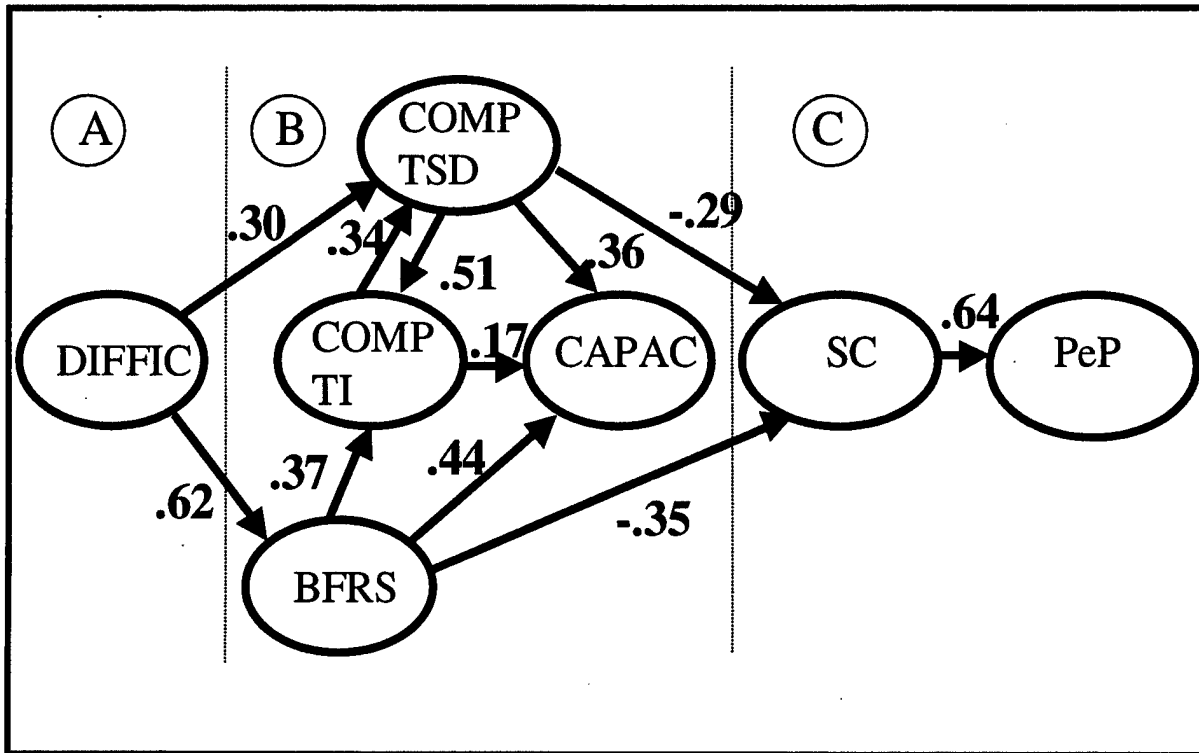 A
B
C
COMP
TSD
.30
.34
.51
.36
-.29
DIFFIC
COMP
TI
.17
CAPAC
SC
.64
PeP
.62
.37
.44
-.35
BFRS